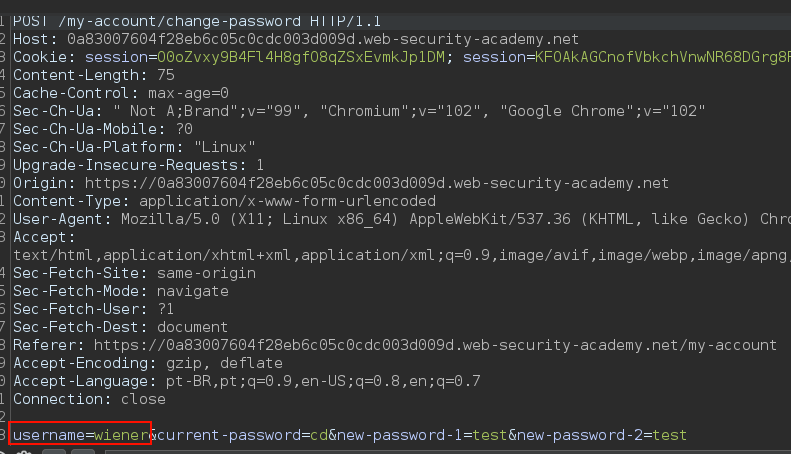 1 POST /my-account/change-password HTTP/1.1
2 Host: 0a83007604f28eb6c05c0cdc003d009d.web-security-academy.net
3 Cookie: session=O0oZvxy9B4Fl4H8gfO8qZSxEvmkJp1DM; session=KFOAkAGCnofVbkchVnwNR68DGrg8
4 Content-Length: 75
5 Cache-Control: max-age=0
6 Sec-Ch-Ua: " Not A;Brand";v="99", "Chromium";v="102", "Google Chrome";v="102"
7 Sec-Ch-Ua-Mobile: ?0
8 Sec-Ch-Ua-Platform: "Linux"
9 Upgrade-Insecure-Requests: 1
0 Origin: https://0a83007604f28eb6c05c0cdc003d009d.web-security-academy.net
1 Content-Type: application/x-www-form-urlencoded
2 User-Agent: Mozilla/5.0 (X11; Linux x86_64) AppleWebKit/537.36 (KHTML, like Gecko) Chro
3 Accept:
text/html,application/xhtml+xml,application/xml;q=0.9,image/avif,image/webp,image/apng,
4 Sec-Fetch-Site: same-origin
5 Sec-Fetch-Mode: navigate
6 Sec-Fetch-User: ?1
7 Sec-Fetch-Dest: document
8 Referer: https://0a83007604f28eb6c05c0cdc003d009d.web-security-academy.net/my-account
9 Accept-Encoding: gzip, deflate
0 Accept-Language: pt-BR,pt;q=0.9,en-US;q=0.8,en;q=0.7
1 Connection: close
2
3 username=wiener&current-password=cd&new-password-1=test&new-password-2=test